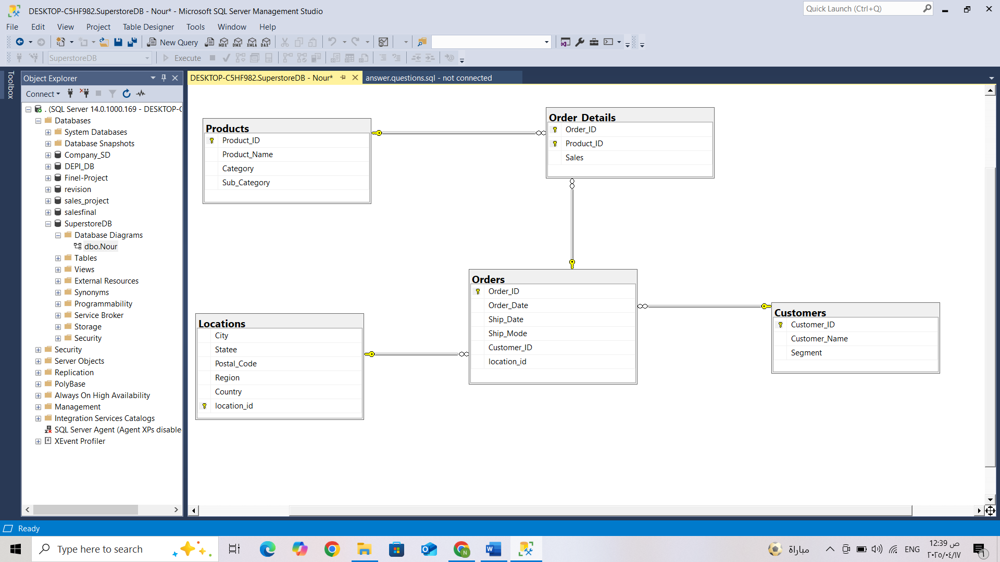 DESKTOP-C5HF982.SuperstoreDB - Nour* - Microsoft SQL Server Management Studio
Quick Launch (Ctrl+Q)
File Edit View Project Table Designer Tools Window Help
New Query MDX DMX XMLA DAX
SuperstoreDB Execute
Toolbox
Object Explorer
Connect
. (SQL Server 14.0.1000.169 - DESKTOP-C
Databases
System Databases
Database Snapshots
Company_SD
DEPI_DB
Finel-Project
revision
sales_project
salesfinal
SuperstoreDB
Database Diagrams
dbo.Nour
Tables
Views
External Resources
Synonyms
Programmability
Service Broker
Storage
Security
Security
Server Objects
Replication
PolyBase
Always On High Availability
Management
Integration Services Catalogs
SQL Server Agent (Agent XPs disable
XEvent Profiler
DESKTOP-C5HF982.SuperstoreDB - Nour*
answer.questions.sql - not connected
Products
Product_ID
Product_Name
Category
Sub_Category
Order_Details
Order_ID
Product_ID
Sales
Orders
Order_ID
Order_Date
Ship_Date
Ship_Mode
Customer_ID
location_id
Locations
City
Statee
Postal_Code
Region
Country
location_id
Customers
Customer_ID
Customer_Name
Segment
Ready
Type here to search
مباراة
ENG
12:39 ص
٢٠٢٥/٠٤/١٧
1